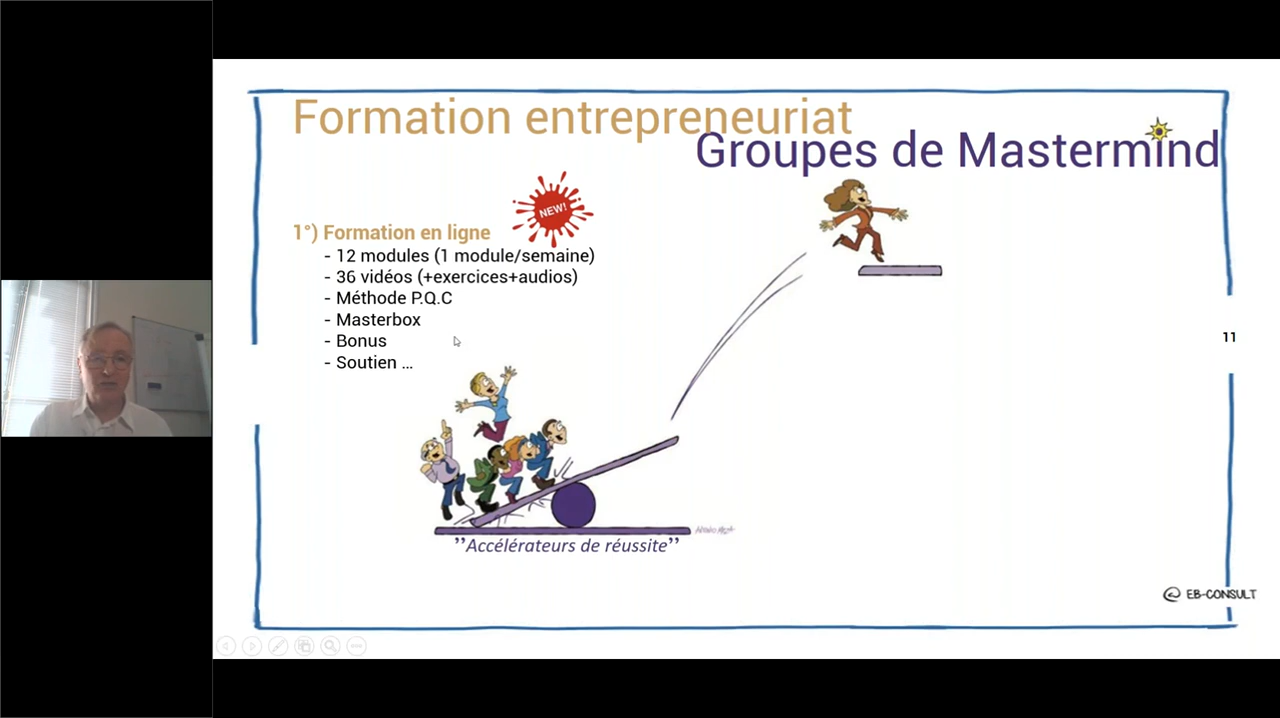 Formation entrepreneuriat
Groupes de Mastermind
NEW!
1°) Formation en ligne
- 12 modules (1 module/semaine)
- 36 vidéos (+exercices+audios)
- Méthode P.Q.C
- Masterbox
- Bonus
- Soutien ...
11
"Accélérateurs de réussite"
@ EB-CONSULT